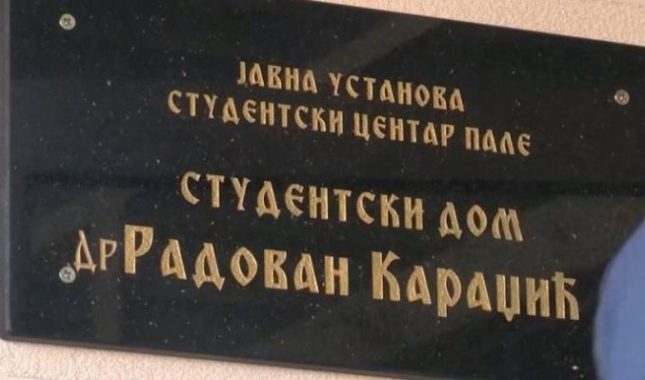 ЈАВНА УСТАНОВА
СТУДЕНТСКИ ЦЕНТАР ПАЛЕ
СТУДЕНТСКИ ДОМ
ДР РАДОВАН КАРАЏИЋ